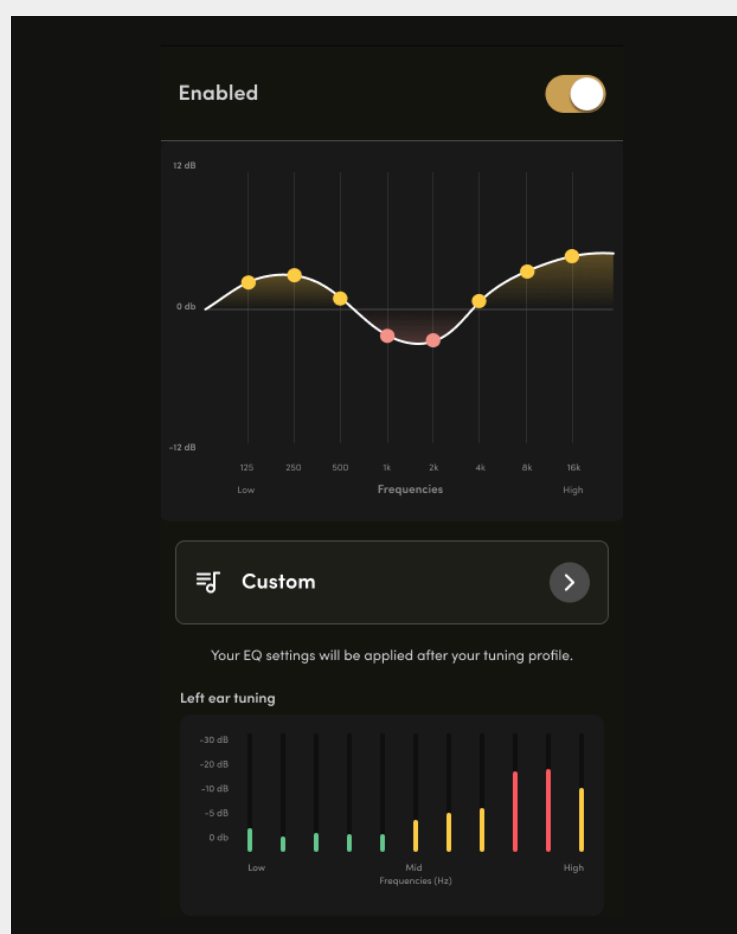 Enabled
12 dB
0 db
-12 dB
125 250 500 1k 2k 4k 8k 16k
Low Frequencies High
Custom
Your EQ settings will be applied after your tuning profile.
Left ear tuning
-30 dB
-20 dB
-10 dB
-5 dB
0 db
Low Mid High
Frequencies (Hz)